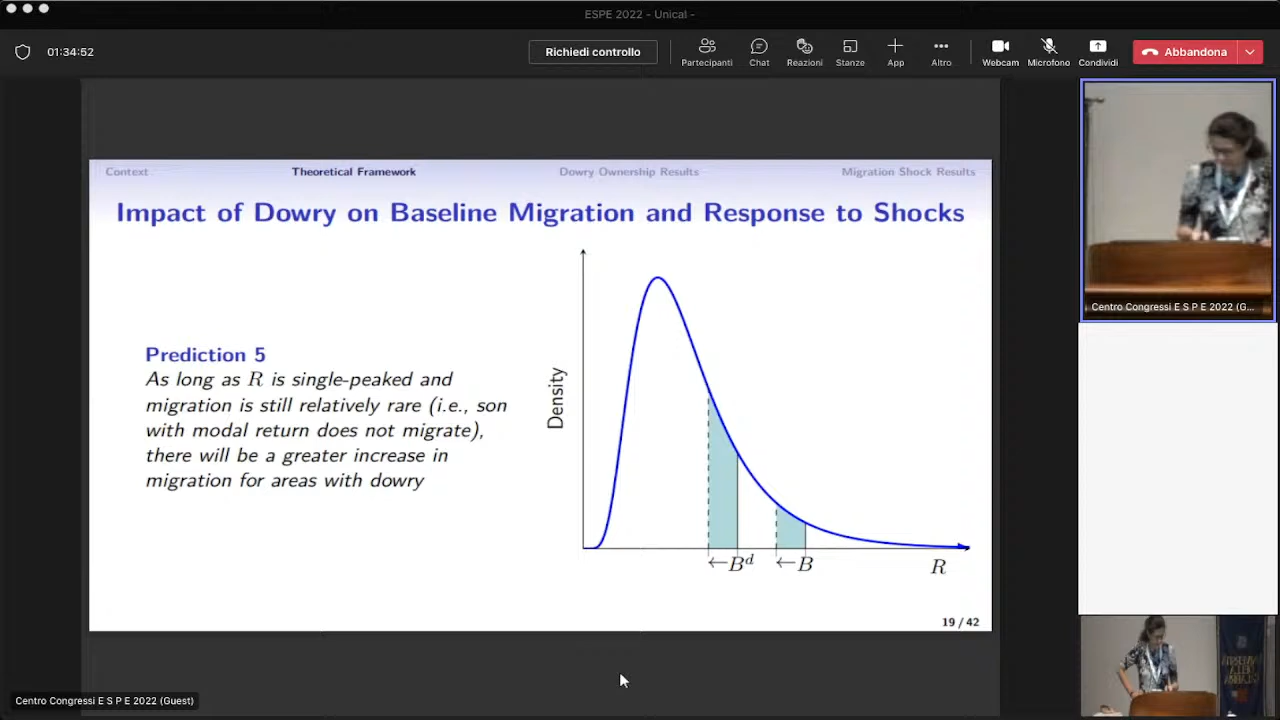 ESPE 2022 - Unical -
01:34:52
Richiedi controllo
Partecipanti
Chat
Reazioni
Stanze
App
Altro
Webcam
Microfono
Condividi
Abbandona
Context
Theoretical Framework
Dowry Ownership Results
Migration Shock Results
Impact of Dowry on Baseline Migration and Response to Shocks
Prediction 5
As long as R is single-peaked and
migration is still relatively rare (i.e., son
with modal return does not migrate),
there will be a greater increase in
migration for areas with dowry
Density
←Bᵈ
←B
R
19 / 42
Centro Congressi E S P E 2022 (G...
Centro Congressi E S P E 2022 (Guest)